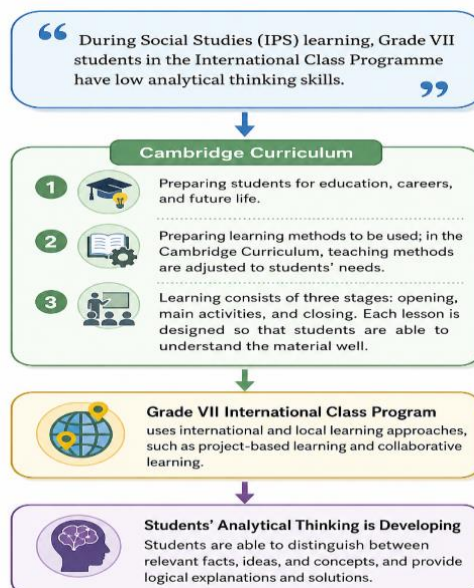 “ During Social Studies (IPS) learning, Grade VII
students in the International Class Programme
have low analytical thinking skills. ”
Cambridge Curriculum
1
Preparing students for education, careers,
and future life.
2
Preparing learning methods to be used; in the
Cambridge Curriculum, teaching methods
are adjusted to students’ needs.
3
Learning consists of three stages: opening,
main activities, and closing. Each lesson is
designed so that students are able to
understand the material well.
Grade VII International Class Program
uses international and local learning approaches,
such as project-based learning and collaborative
learning.
Students’ Analytical Thinking is Developing
Students are able to distinguish between
relevant facts, ideas, and concepts, and provide
logical explanations and solutions.